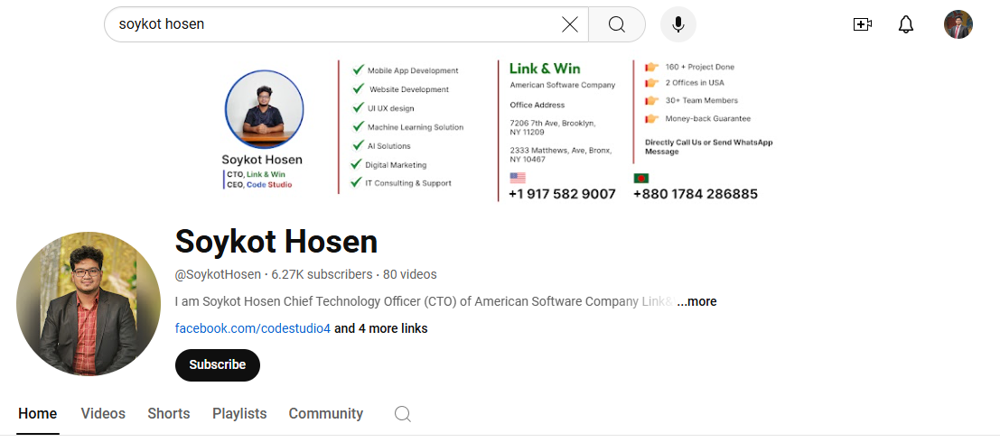 soykot hosen
Soykot Hosen
CTO, Link & Win
CEO, Code Studio
Mobile App Development
Website Development
UI UX design
Machine Learning Solution
AI Solutions
Digital Marketing
IT Consulting & Support
Link & Win
American Software Company
Office Address
7206 7th Ave, Brooklyn,
NY 11209
2333 Matthews, Ave, Bronx,
NY 10467
+1 917 582 9007
160 + Project Done
2 Offices in USA
30+ Team Members
Money-back Guarantee
Directly Call Us or Send WhatsApp
Message
+880 1784 286885
Soykot Hosen
@SoykotHosen · 6.27K subscribers · 80 videos
I am Soykot Hosen Chief Technology Officer (CTO) of American Software Company Link& ...more
facebook.com/codestudio4 and 4 more links
Subscribe
Home Videos Shorts Playlists Community